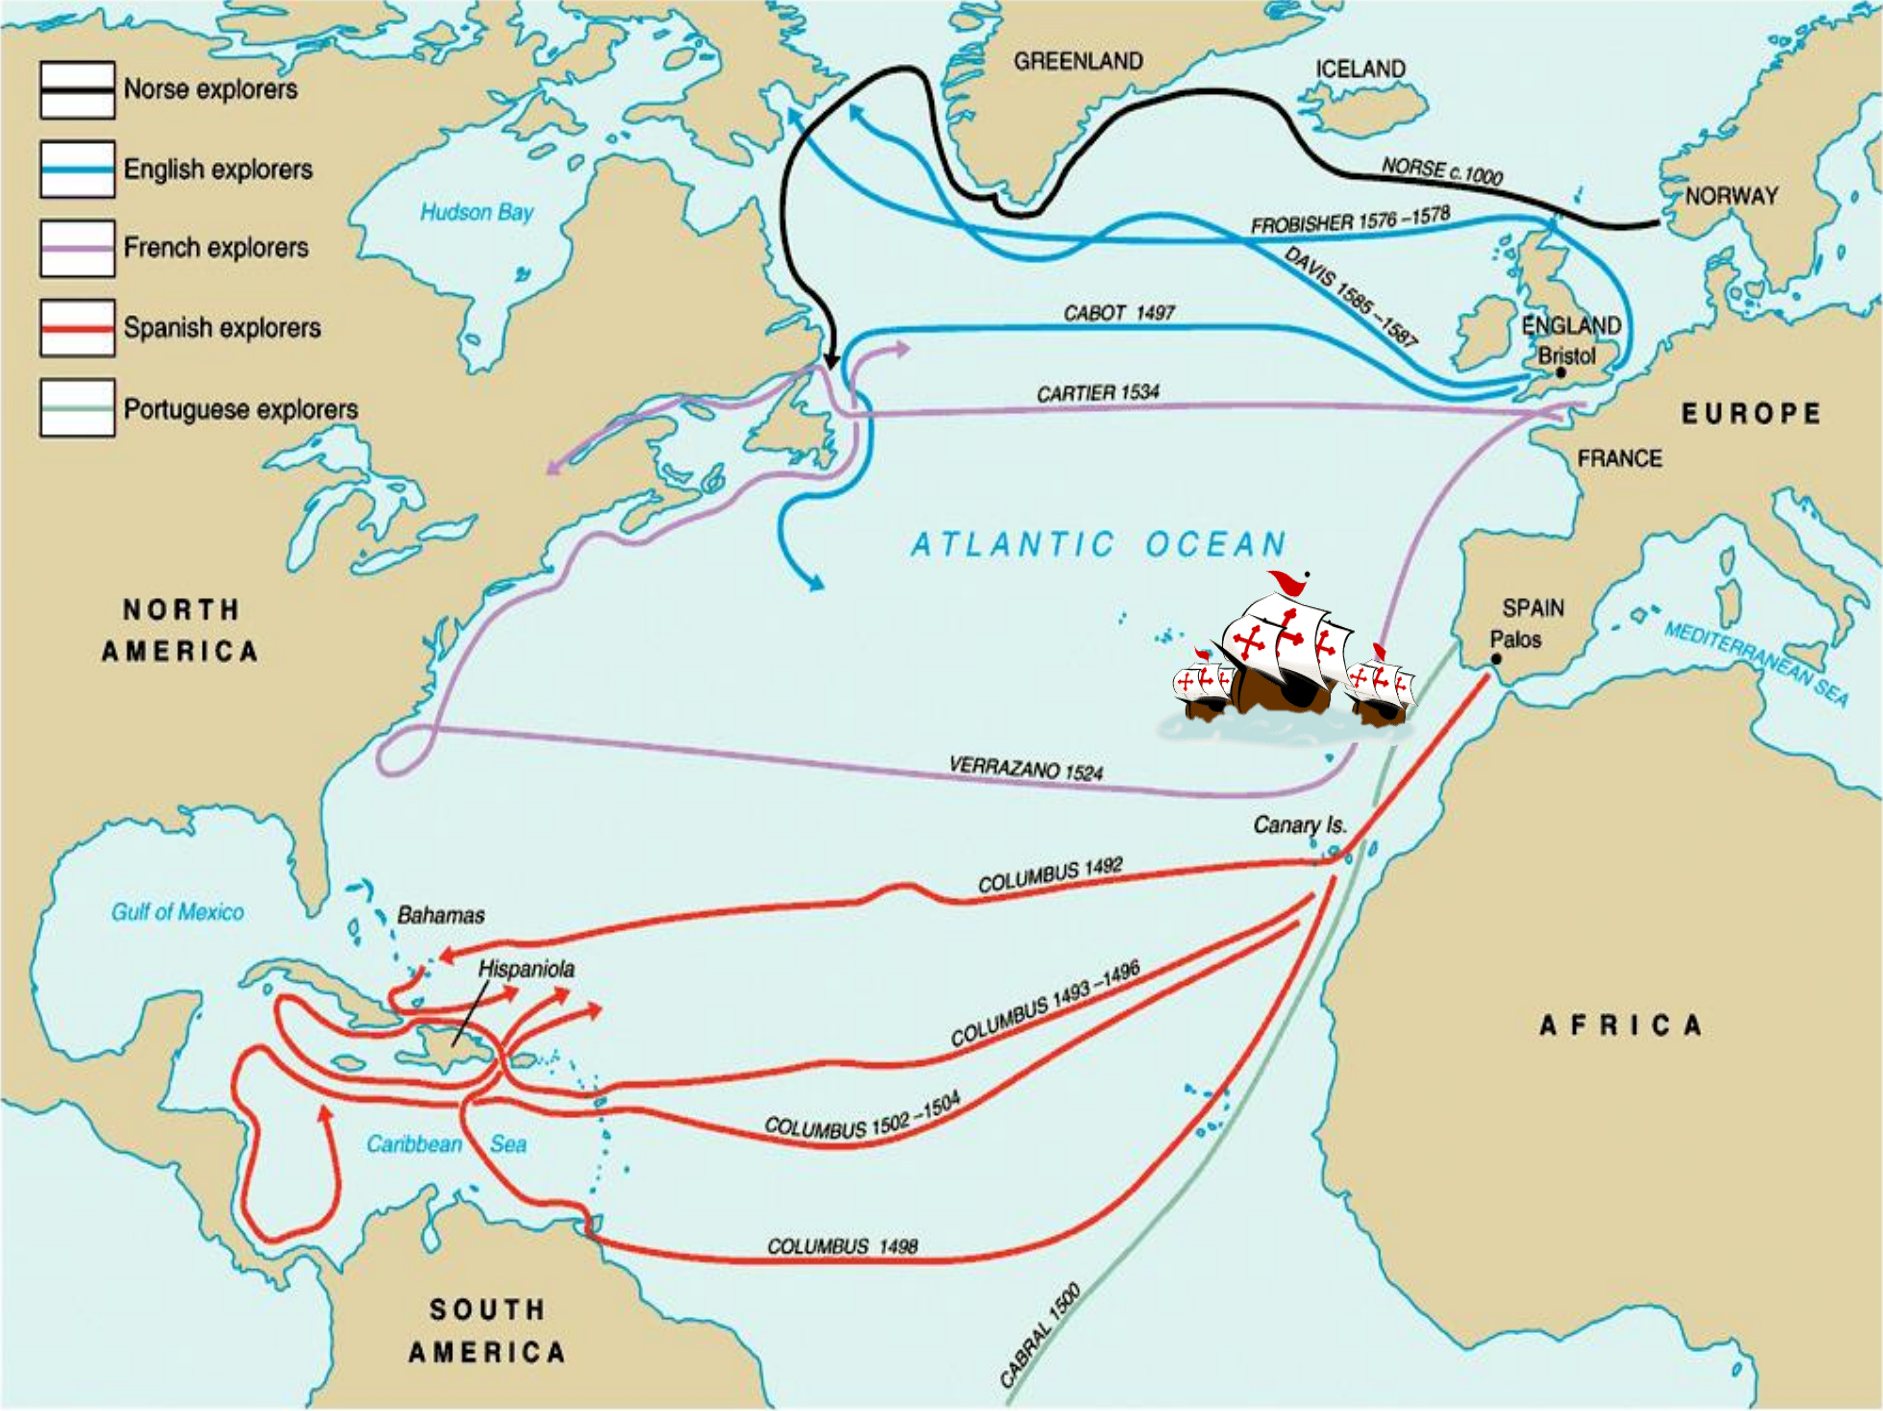 GREENLAND
ICELAND
Norse explorers
English explorers
French explorers
Spanish explorers
Portuguese explorers
Hudson Bay
NORSE c.1000
NORWAY
FROBISHER 1576–1578
DAVIS 1585–1587
CABOT 1497
ENGLAND
Bristol
CARTIER 1534
EUROPE
FRANCE
ATLANTIC OCEAN
NORTH
AMERICA
SPAIN
Palos
MEDITERRANEAN SEA
VERRAZANO 1524
Canary Is.
COLUMBUS 1492
Gulf of Mexico
Bahamas
Hispaniola
COLUMBUS 1493–1496
AFRICA
COLUMBUS 1502–1504
Caribbean Sea
COLUMBUS 1498
SOUTH
AMERICA
CABRAL 1500